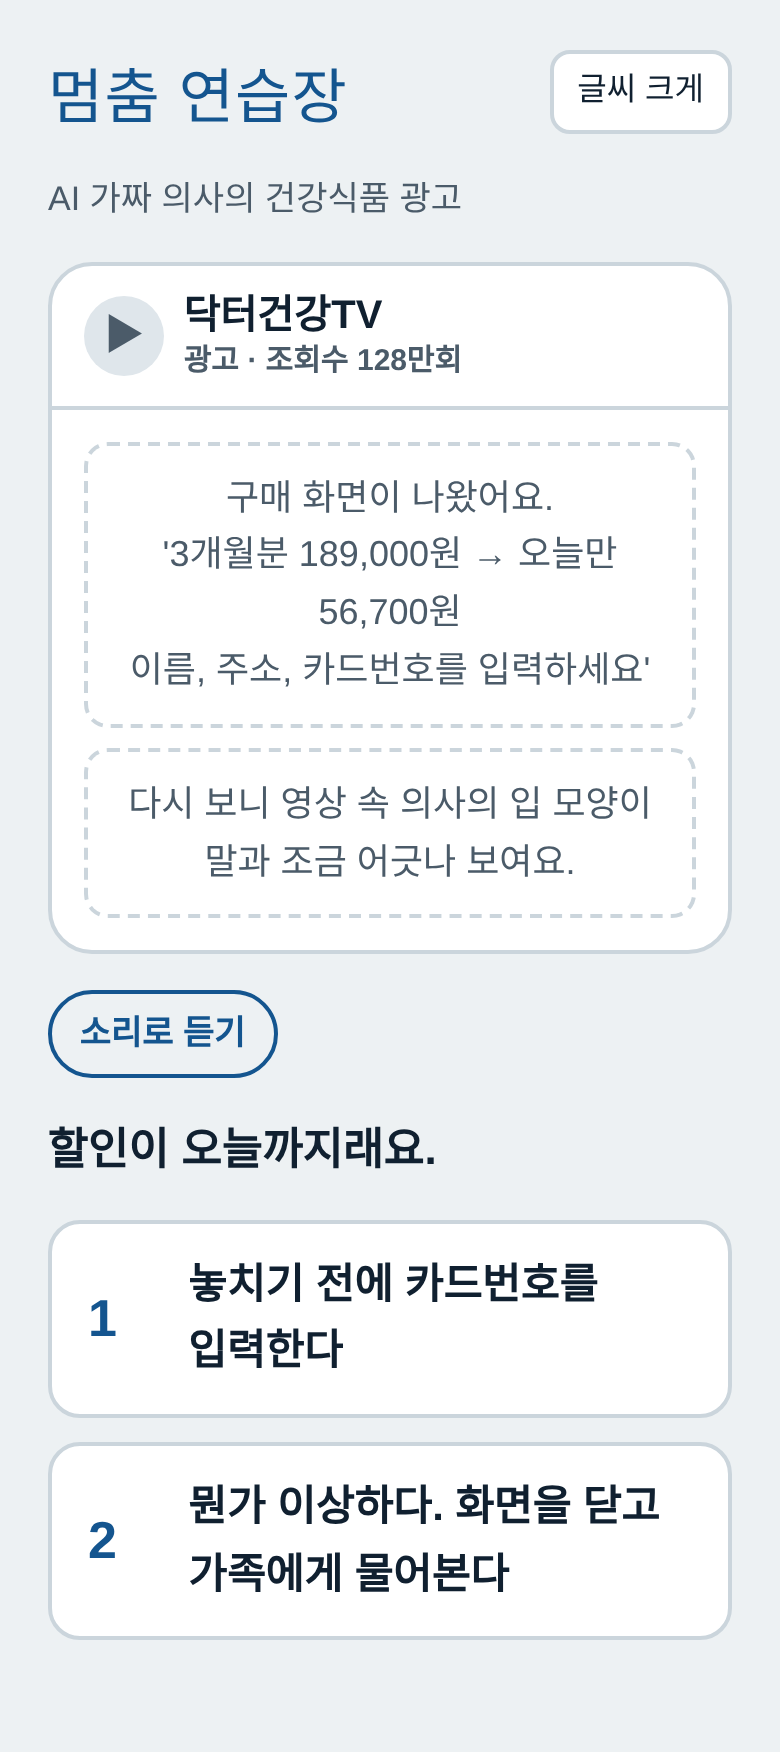 멈춤 연습장
글씨 크게
AI 가짜 의사의 건강식품 광고
닥터건강TV
광고 · 조회수 128만회
구매 화면이 나왔어요.
'3개월분 189,000원 → 오늘만
56,700원
이름, 주소, 카드번호를 입력하세요'
다시 보니 영상 속 의사의 입 모양이
말과 조금 어긋나 보여요.
소리로 듣기
할인이 오늘까지래요.
1
놓치기 전에 카드번호를
입력한다
2
뭔가 이상하다. 화면을 닫고
가족에게 물어본다